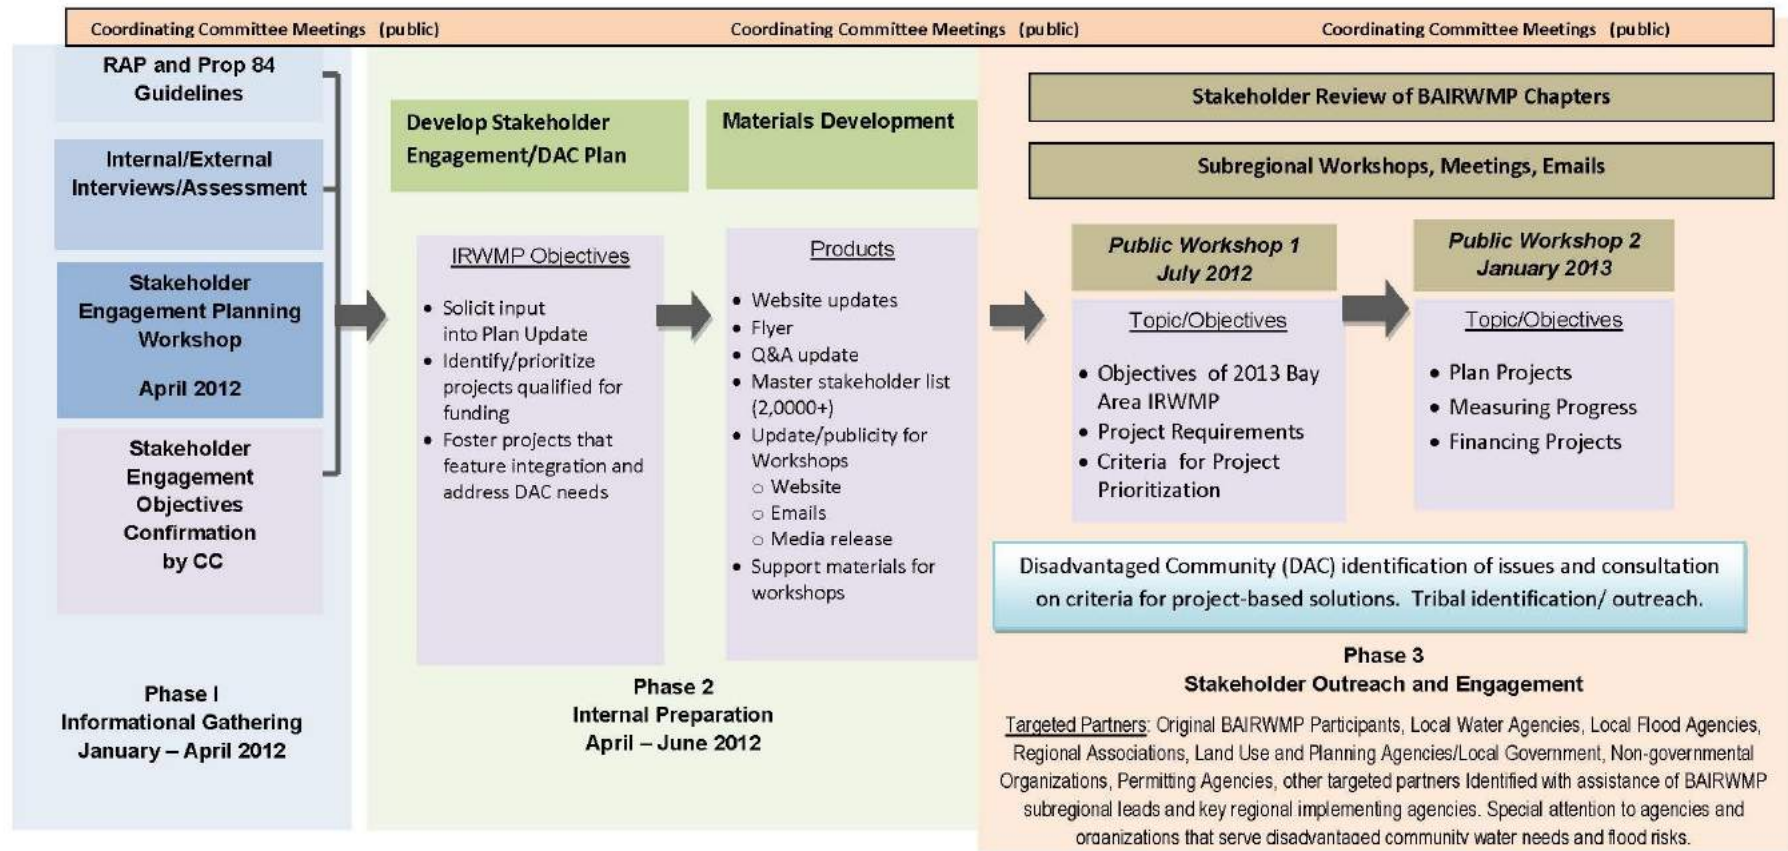 Coordinating Committee Meetings (public)
Coordinating Committee Meetings (public)
Coordinating Committee Meetings (public)
RAP and Prop 84
Guidelines
Internal/External
Interviews/Assessment
Stakeholder
Engagement Planning
Workshop
April 2012
Stakeholder
Engagement
Objectives
Confirmation
by CC
Phase I
Informational Gathering
January – April 2012
Develop Stakeholder
Engagement/DAC Plan
IRWMP Objectives
• Solicit input
into Plan Update
• Identify/prioritize
projects qualified for
funding
• Foster projects that
feature integration and
address DAC needs
Materials Development
Products
• Website updates
• Flyer
• Q&A update
• Master stakeholder list
(2,0000+)
• Update/publicity for
Workshops
o Website
o Emails
o Media release
• Support materials for
workshops
Phase 2
Internal Preparation
April – June 2012
Stakeholder Review of BAIRWMP Chapters
Subregional Workshops, Meetings, Emails
Public Workshop 1
July 2012
Topic/Objectives
• Objectives of 2013 Bay
Area IRWMP
• Project Requirements
• Criteria for Project
Prioritization
Public Workshop 2
January 2013
Topic/Objectives
• Plan Projects
• Measuring Progress
• Financing Projects
Disadvantaged Community (DAC) identification of issues and consultation
on criteria for project-based solutions. Tribal identification/ outreach.
Phase 3
Stakeholder Outreach and Engagement
Targeted Partners: Original BAIRWMP Participants, Local Water Agencies, Local Flood Agencies,
Regional Associations, Land Use and Planning Agencies/Local Government, Non-governmental
Organizations, Permitting Agencies, other targeted partners Identified with assistance of BAIRWMP
subregional leads and key regional implementing agencies. Special attention to agencies and
organizations that serve disadvantaged community water needs and flood risks.